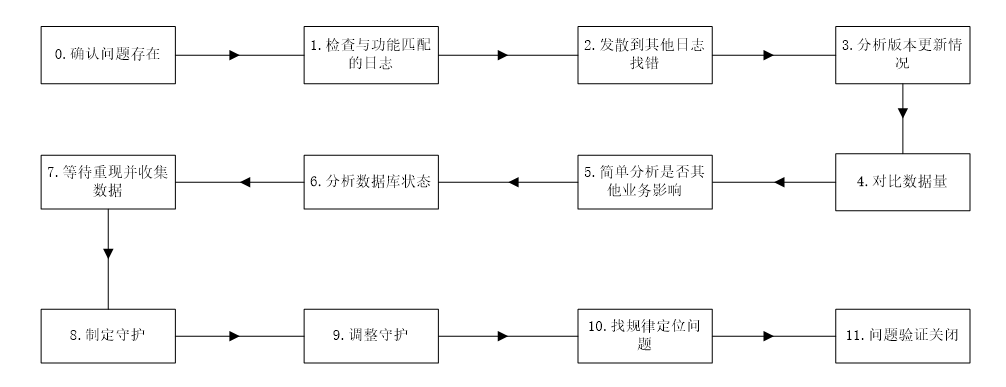 0.确认问题存在
1.检查与功能匹配
的日志
2.发散到其他日志
找错
3.分析版本更新情
况
4.对比数据量
5.简单分析是否其
他业务影响
6.分析数据库状态
7.等待重现并收集
数据
8.制定守护
9.调整守护
10.找规律定位问
题
11.问题验证关闭